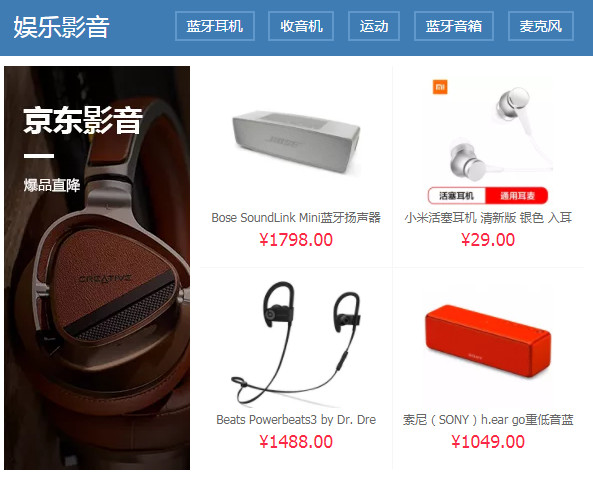 娱乐影音
蓝牙耳机
收音机
运动
蓝牙音箱
麦克风
京东影音
爆品直降
CREATIVE
BOSE
Bose SoundLink Mini蓝牙扬声器
¥1798.00
活塞耳机
通用耳麦
小米活塞耳机 清新版 银色 入耳
¥29.00
Beats Powerbeats3 by Dr. Dre
¥1488.00
SONY
索尼（SONY）h.ear go重低音蓝
¥1049.00